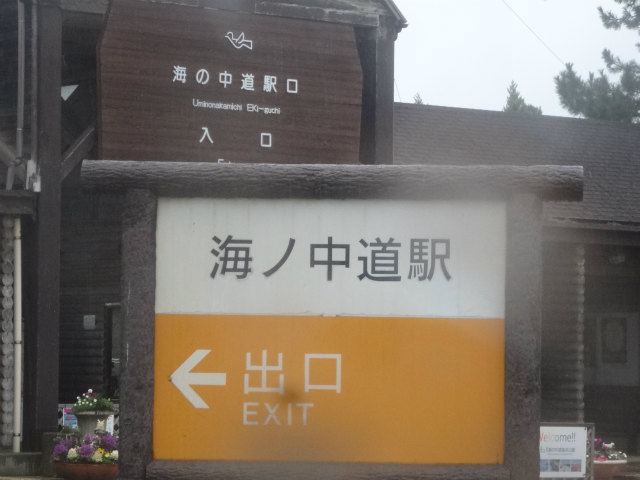 海の中道駅口
Uminonakamichi EKi-guchi
入口
海ノ中道駅
出口
EXIT
Welcome!!